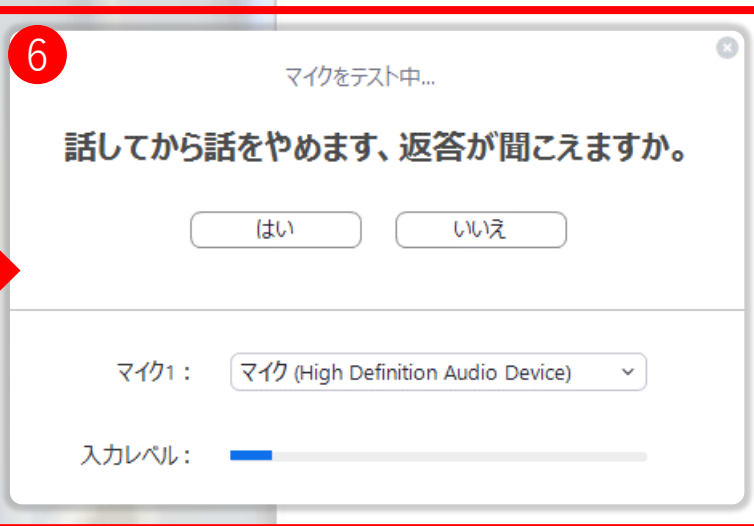 6
マイクをテスト中...
話してから話をやめます、返答が聞こえますか。
はい いいえ
マイク1： マイク (High Definition Audio Device)
入力レベル：